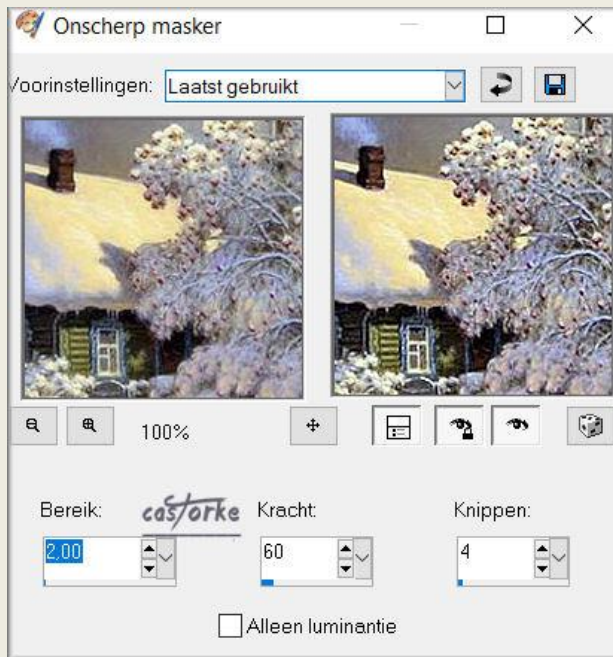 Onscherp masker
Voorinstellingen: Laatst gebruikt
100%
Bereik: castorke Kracht: Knippen:
2,00 60 4
Alleen luminantie